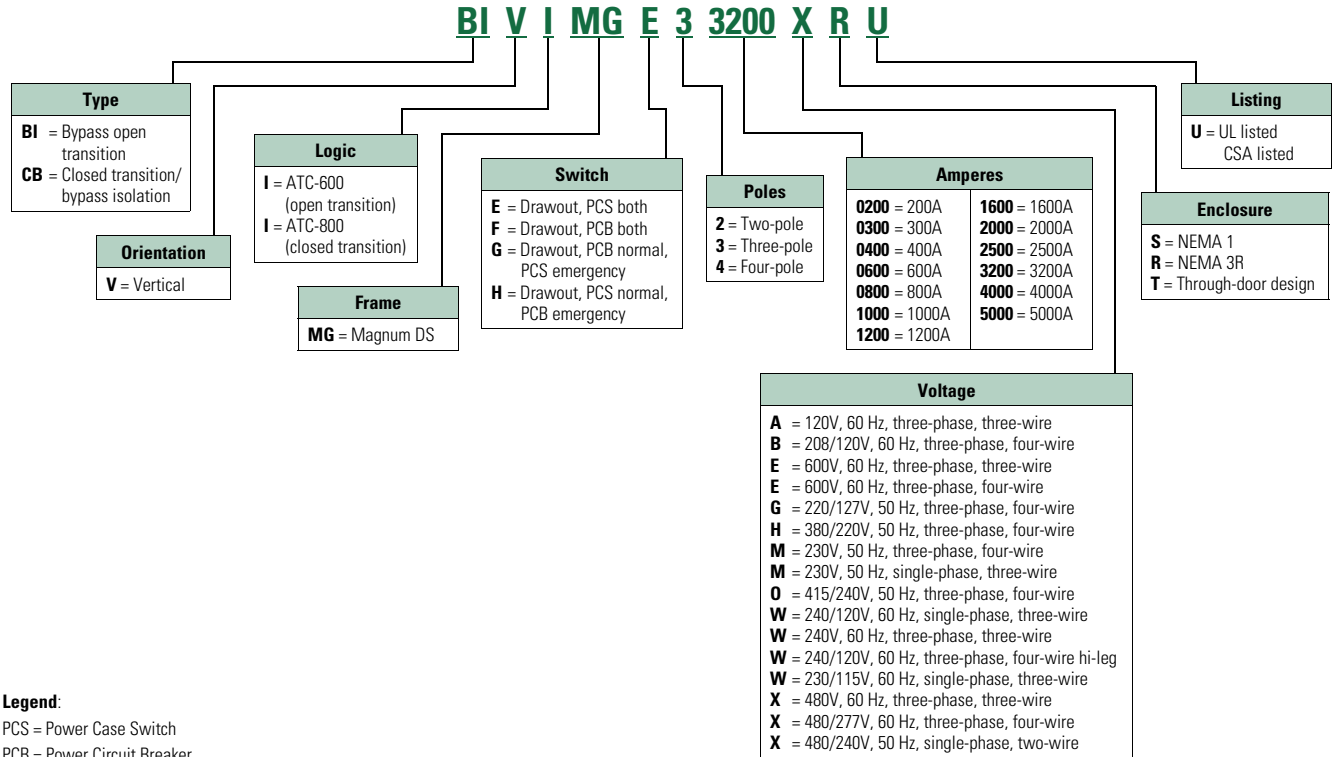 BI V I MG E 3 3200 X R U
Type
BI = Bypass open
transition
CB = Closed transition/
bypass isolation
Orientation
V = Vertical
Logic
I = ATC-600
(open transition)
I = ATC-800
(closed transition)
Frame
MG = Magnum DS
Switch
E = Drawout, PCS both
F = Drawout, PCB both
G = Drawout, PCB normal,
PCS emergency
H = Drawout, PCS normal,
PCB emergency
Poles
2 = Two-pole
3 = Three-pole
4 = Four-pole
Amperes
0200 = 200A
0300 = 300A
0400 = 400A
0600 = 600A
0800 = 800A
1000 = 1000A
1200 = 1200A
1600 = 1600A
2000 = 2000A
2500 = 2500A
3200 = 3200A
4000 = 4000A
5000 = 5000A
Listing
U = UL listed
CSA listed
Enclosure
S = NEMA 1
R = NEMA 3R
T = Through-door design
Voltage
A = 120V, 60 Hz, three-phase, three-wire
B = 208/120V, 60 Hz, three-phase, four-wire
E = 600V, 60 Hz, three-phase, three-wire
E = 600V, 60 Hz, three-phase, four-wire
G = 220/127V, 50 Hz, three-phase, four-wire
H = 380/220V, 50 Hz, three-phase, four-wire
M = 230V, 50 Hz, three-phase, four-wire
M = 230V, 50 Hz, single-phase, three-wire
O = 415/240V, 50 Hz, three-phase, four-wire
W = 240/120V, 60 Hz, single-phase, three-wire
W = 240V, 60 Hz, three-phase, three-wire
W = 240/120V, 60 Hz, three-phase, four-wire hi-leg
W = 230/115V, 60 Hz, single-phase, three-wire
X = 480V, 60 Hz, three-phase, three-wire
X = 480/277V, 60 Hz, three-phase, four-wire
X = 480/240V, 50 Hz, single-phase, two-wire
Legend:
PCS = Power Case Switch
PCB = Power Circuit Breaker